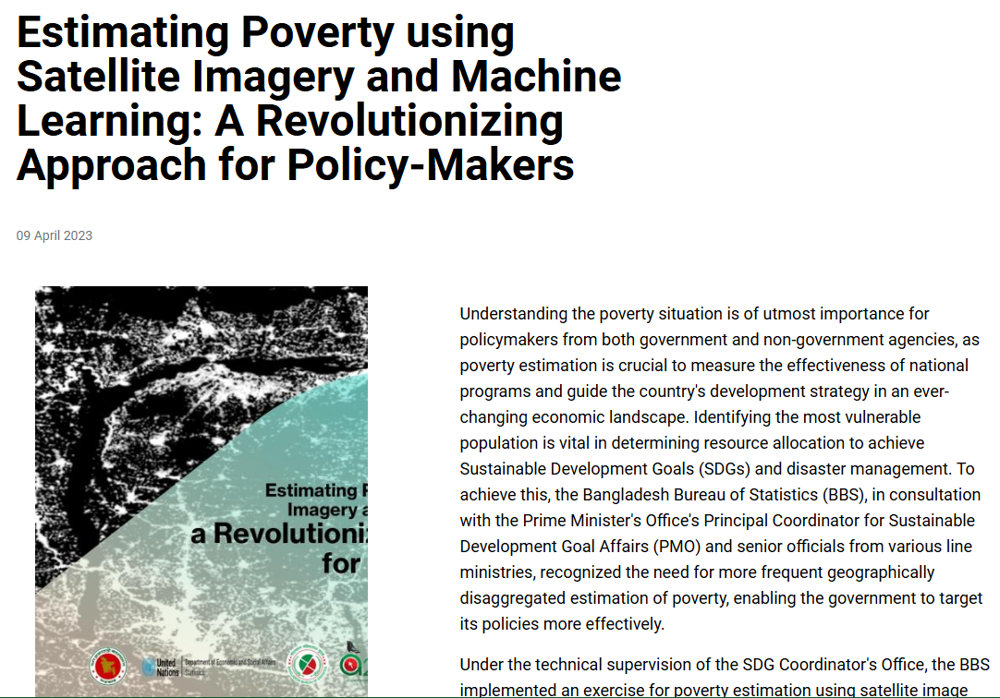 Estimating Poverty using
Satellite Imagery and Machine
Learning: A Revolutionizing
Approach for Policy-Makers
09 April 2023
Estimating
Imagery a
a Revolutioni
for
United
Nations
Department of Economic and Social Affairs
Statistics
Understanding the poverty situation is of utmost importance for
policymakers from both government and non-government agencies, as
poverty estimation is crucial to measure the effectiveness of national
programs and guide the country's development strategy in an ever-
changing economic landscape. Identifying the most vulnerable
population is vital in determining resource allocation to achieve
Sustainable Development Goals (SDGs) and disaster management. To
achieve this, the Bangladesh Bureau of Statistics (BBS), in consultation
with the Prime Minister's Office's Principal Coordinator for Sustainable
Development Goal Affairs (PMO) and senior officials from various line
ministries, recognized the need for more frequent geographically
disaggregated estimation of poverty, enabling the government to target
its policies more effectively.
Under the technical supervision of the SDG Coordinator's Office, the BBS
implemented an exercise for poverty estimation using satellite image